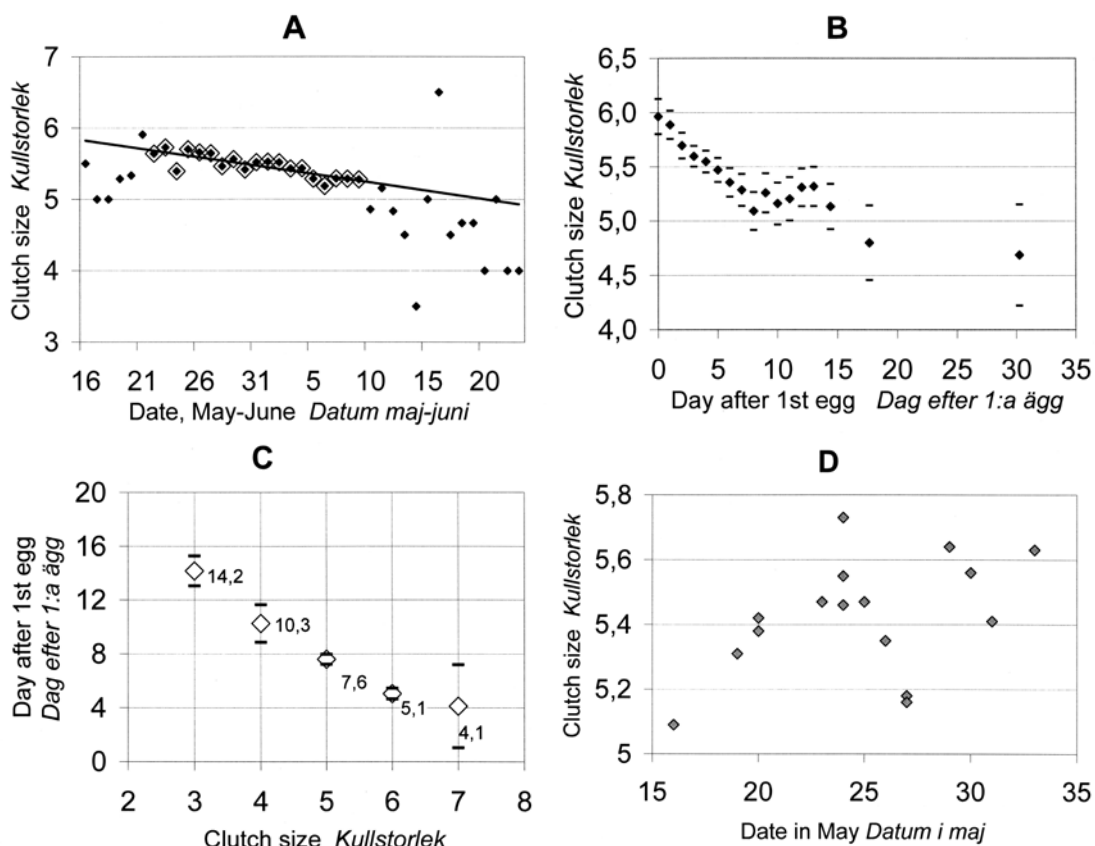 A
Clutch size Kullstorlek
7
6
5
4
3
16 21 26 31 5 10 15 20
Date, May-June Datum maj-juni
B
Clutch size Kullstorlek
6,5
6,0
5,5
5,0
4,5
4,0
0 5 10 15 20 25 30 35
Day after 1st egg Dag efter 1:a ägg
C
Day after 1st egg
Dag efter 1:a ägg
20
16
12
8
4
0
14,2
10,3
7,6
5,1
4,1
2 3 4 5 6 7 8
Clutch size Kullstorlek
D
Clutch size Kullstorlek
5,8
5,6
5,4
5,2
5
15 20 25 30 35
Date in May Datum i maj